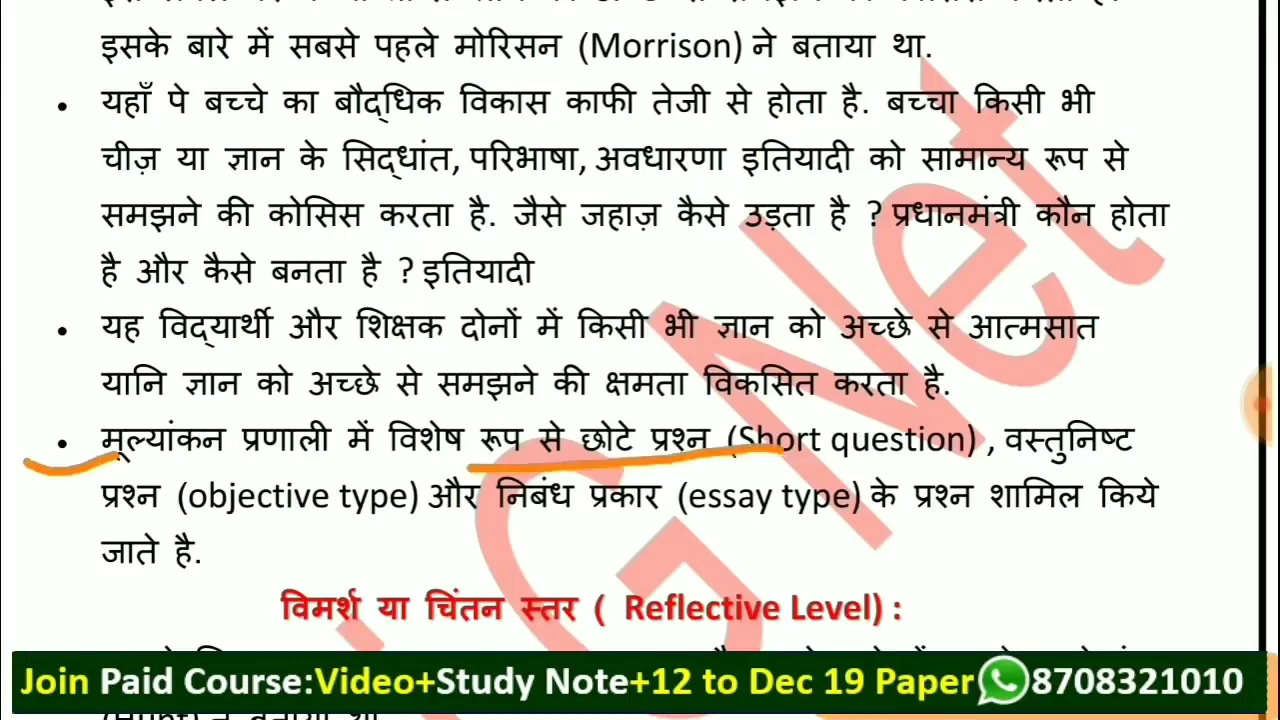 इसके बारे में सबसे पहले मोरिसन (Morrison) ने बताया था.
• यहाँ पे बच्चे का बौद्धिक विकास काफी तेजी से होता है. बच्चा किसी भी
चीज़ या ज्ञान के सिद्धांत, परिभाषा, अवधारणा इतियादी को सामान्य रूप से
समझने की कोसिस करता है. जैसे जहाज़ कैसे उड़ता है ? प्रधानमंत्री कौन होता
है और कैसे बनता है ? इतियादी
• यह विद्यार्थी और शिक्षक दोनों में किसी भी ज्ञान को अच्छे से आत्मसात
यानि ज्ञान को अच्छे से समझने की क्षमता विकसित करता है.
• मूल्यांकन प्रणाली में विशेष रूप से छोटे प्रश्न (Short question) , वस्तुनिष्ट
प्रश्न (objective type) और निबंध प्रकार (essay type) के प्रश्न शामिल किये
जाते है.
विमर्श या चिंतन स्तर ( Reflective Level) :
Join Paid Course:Video+Study Note+12 to Dec 19 Paper 8708321010
G Net